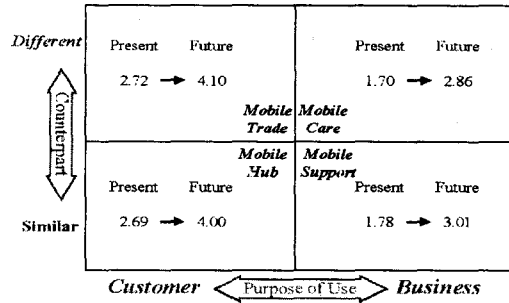 Different
Present Future
2.72 4.10
Present Future
1.70 2.86
Mobile Trade
Mobile Care
Counterpart
Mobile Hub
Mobile Support
Similar
Present Future
2.69 4.00
Present Future
1.78 3.01
Customer Purpose of Use Business